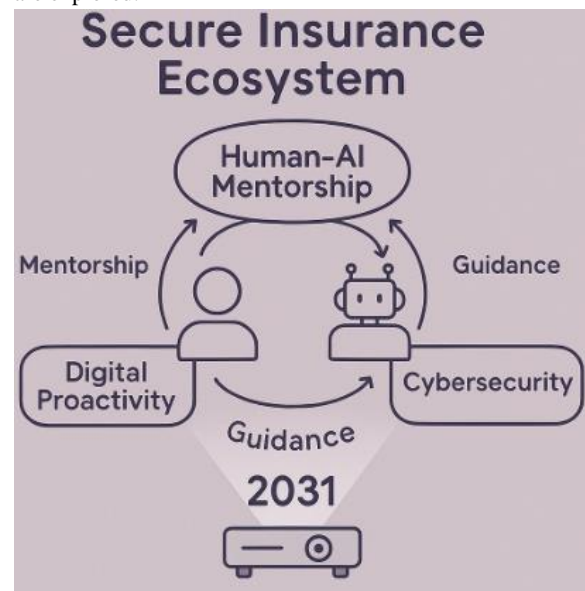 Secure Insurance
Ecosystem
Human-AI
Mentorship
Mentorship
Guidance
Digital
Proactivity
Cybersecurity
Guidance
2031